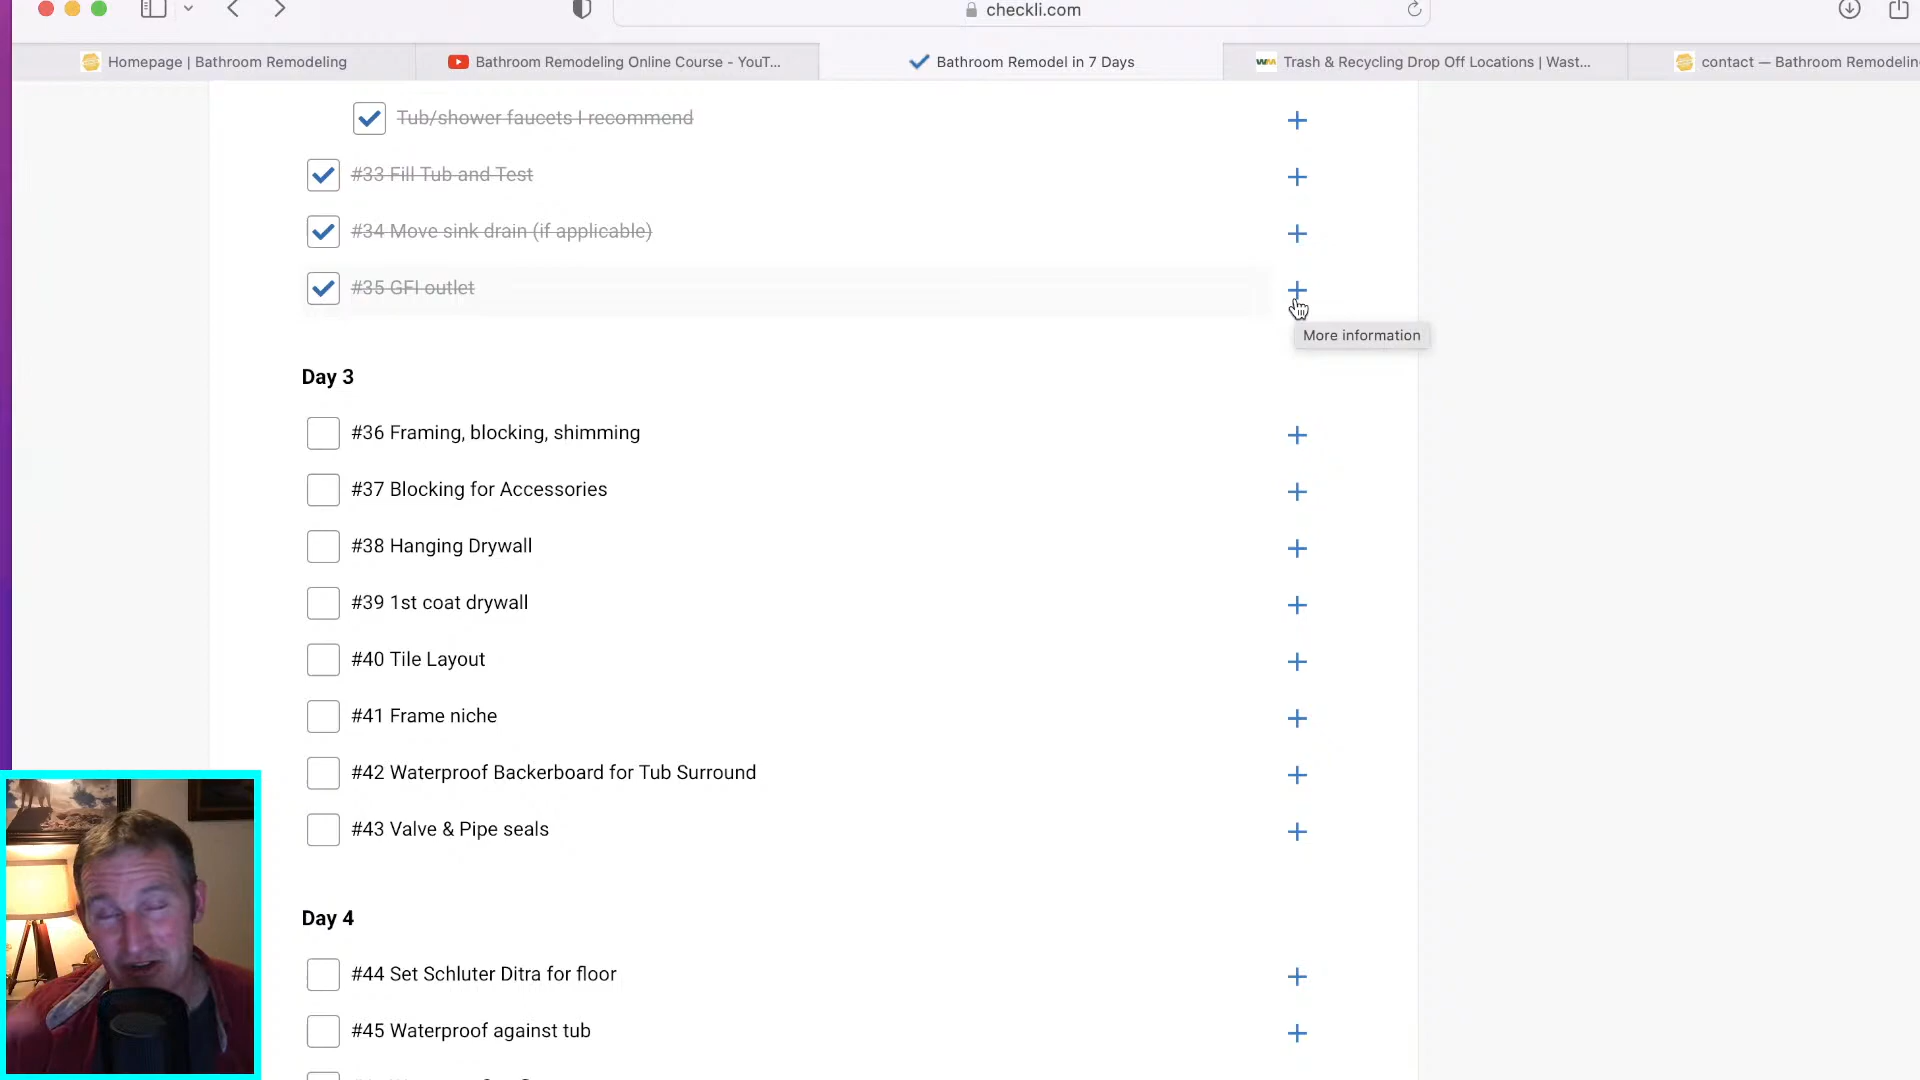 checkli.com
Homepage | Bathroom Remodeling
Bathroom Remodeling Online Course - YouT...
Bathroom Remodel in 7 Days
Trash & Recycling Drop Off Locations | Wast...
contact — Bathroom Remodelin
Tub/shower faucets I recommend
#33 Fill Tub and Test
#34 Move sink drain (if applicable)
#35 GFI outlet
More information
Day 3
#36 Framing, blocking, shimming
#37 Blocking for Accessories
#38 Hanging Drywall
#39 1st coat drywall
#40 Tile Layout
#41 Frame niche
#42 Waterproof Backerboard for Tub Surround
#43 Valve & Pipe seals
Day 4
#44 Set Schluter Ditra for floor
#45 Waterproof against tub